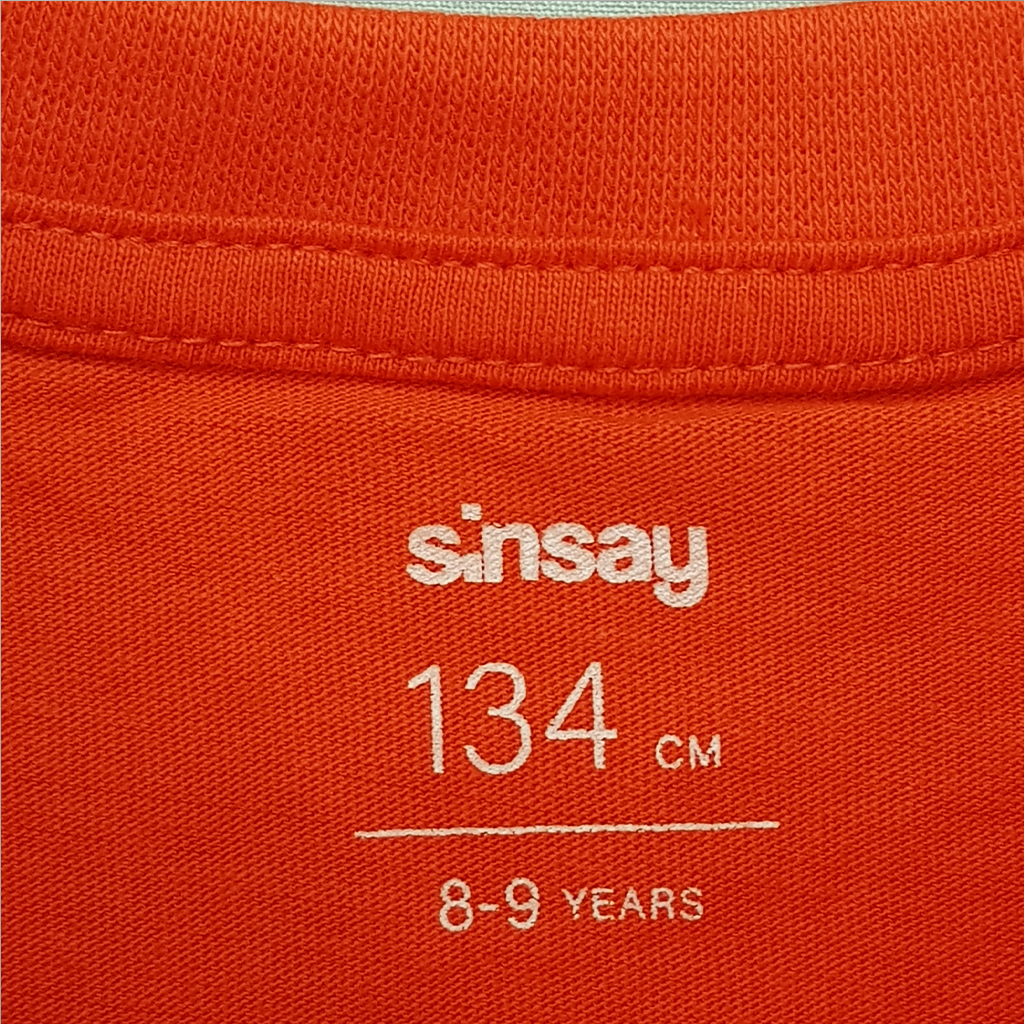 sinsay
134 CM
8-9 YEARS